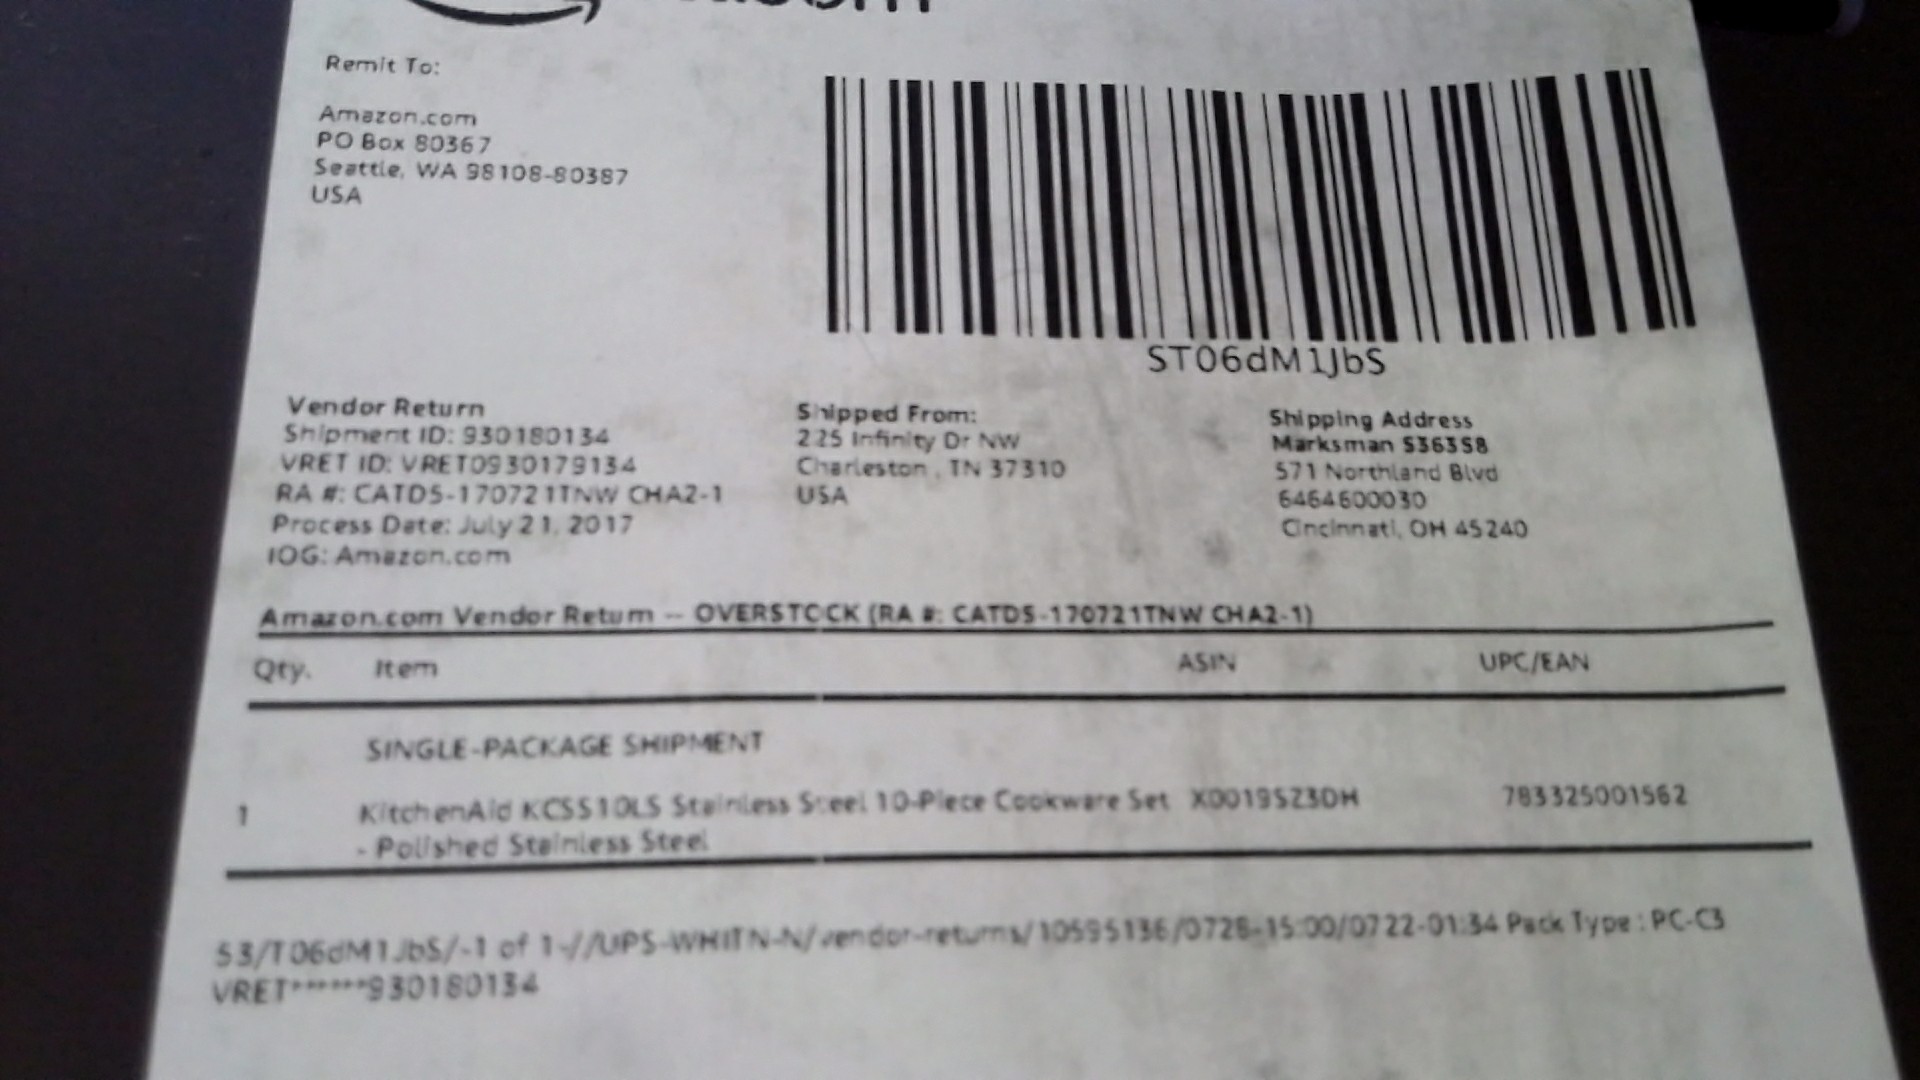 Remit To:
Amazon.com
PO Box 80367
Seattle, WA 98108-80387
USA
ST06dM1JbS
Vendor Return
Shipment ID: 930180134
VRET ID: VRET0930179134
RA #: CATDS-170721TNW CHA2-1
Process Date: July 21, 2017
IOG: Amazon.com
Shipped From:
225 Infinity Dr NW
Charleston , TN 37310
USA
Shipping Address
Marksman S36358
571 Northland Blvd
6464600030
Cincinnati, OH 45240
Amazon.com Vendor Return -- OVERSTOCK (RA #: CATDS-170721TNW CHA2-1)
Qty. Item ASIN UPC/EAN
SINGLE-PACKAGE SHIPMENT
1 KitchenAid KCSS10LS Stainless Steel 10-Piece Cookware Set X0019SZ3DH 783325001562
- Polished Stainless Steel
53/T06dM1JbS/-1 of 1-//UPS-WHITN-N/vendor-returns/10595136/0728-15:00/0722-01:34 Pack Type : PC-C3
VRET******930180134